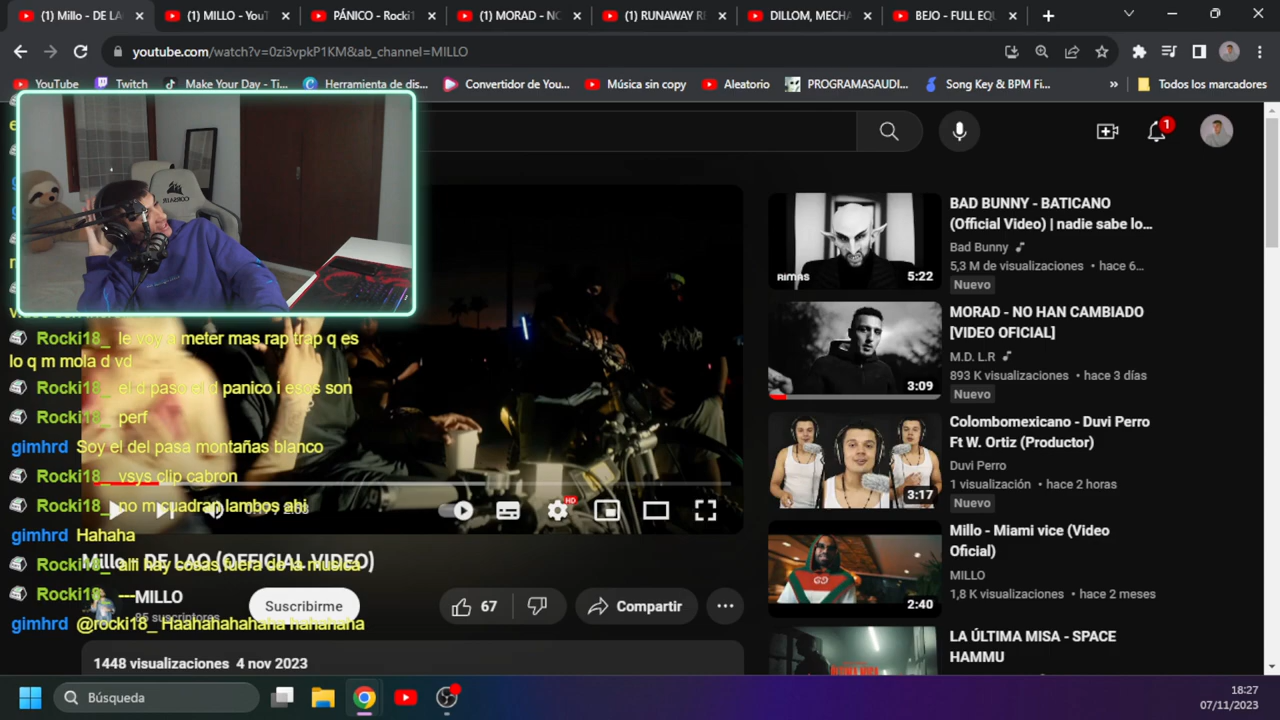 (1) Millo - DE LA
(1) MILLO - YouT
PÁNICO - Rocki1
(1) MORAD - NO
(1) RUNAWAY R
DILLOM, MECHA
BEJO - FULL EQU
youtube.com/watch?v=0zi3vpkP1KM&ab_channel=MILLO
YouTube
Twitch
Make Your Day - Ti...
Herramienta de dis...
Convertidor de You...
Música sin copy
Aleatorio
PROGRAMASAUDI...
Song Key & BPM Fi...
»
Todos los marcadores
1
CORSAIR
Rocki18_ le voy a meter mas rap trap q es
lo q m mola d vd
Rocki18_ el d paso el d panico i esos son
Rocki18_ perf
gimhrd Soy el del pasa montañas blanco
Rocki18_ vsys clip cabron
Rocki18_ no m cuadran lambos ahi
gimhrd Hahaha
Rocki18_ alli hay cosas fuera de la musica
Rocki18_ ---
gimhrd @rocki18_ Haahahahahaha hahahaha
HD
Millo - DE LAO (OFFICIAL VIDEO)
MILLO
95 suscriptores
Suscribirme
67
Compartir
1448 visualizaciones 4 nov 2023
RIMAS
5:22
BAD BUNNY - BATICANO
(Official Video) | nadie sabe lo...
Bad Bunny
5,3 M de visualizaciones • hace 6...
Nuevo
3:09
MORAD - NO HAN CAMBIADO
[VIDEO OFICIAL]
M.D. L.R
893 K visualizaciones • hace 3 días
Nuevo
3:17
Colombomexicano - Duvi Perro
Ft W. Ortiz (Productor)
Duvi Perro
1 visualización • hace 2 horas
Nuevo
2:40
Millo - Miami vice (Video
Oficial)
MILLO
1,8 K visualizaciones • hace 2 meses
LA ÚLTIMA MISA - SPACE
HAMMU
Búsqueda
18:27
07/11/2023